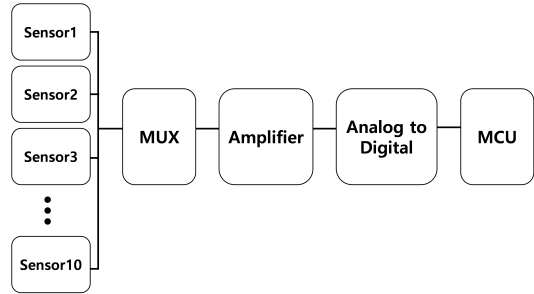 Sensor1
Sensor2
Sensor3
Sensor10
MUX
Amplifier
Analog to
Digital
MCU